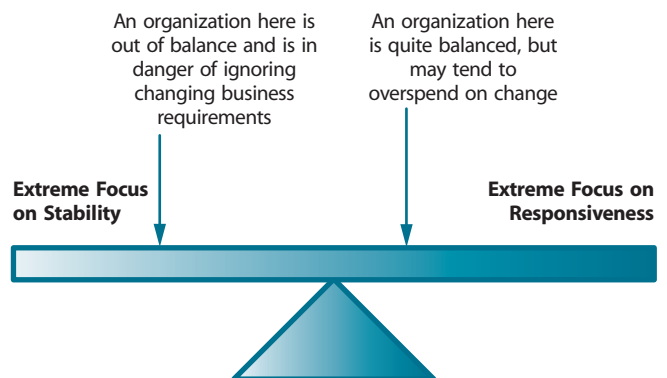 An organization here is
out of balance and is in
danger of ignoring
changing business
requirements
An organization here
is quite balanced, but
may tend to
overspend on change
Extreme Focus
on Stability
Extreme Focus on
Responsiveness